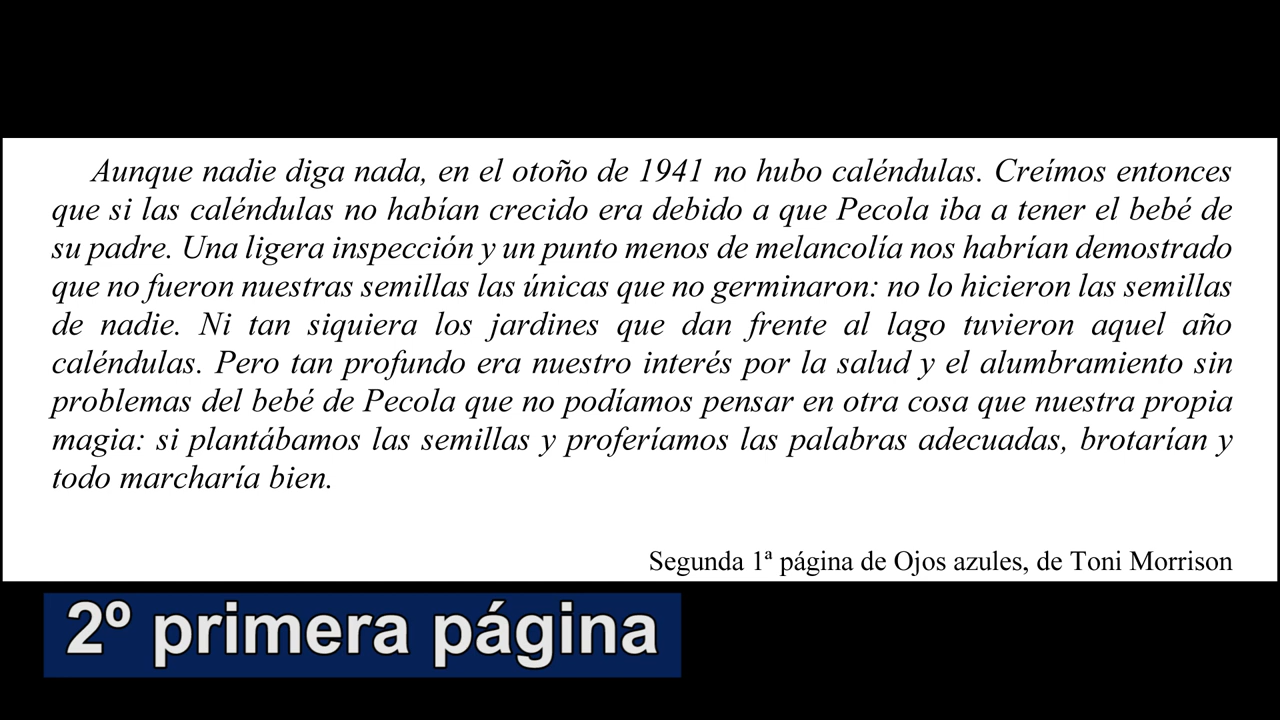 Aunque nadie diga nada, en el otoño de 1941 no hubo caléndulas. Creímos entonces
que si las caléndulas no habían crecido era debido a que Pecola iba a tener el bebé de
su padre. Una ligera inspección y un punto menos de melancolía nos habrían demostrado
que no fueron nuestras semillas las únicas que no germinaron: no lo hicieron las semillas
de nadie. Ni tan siquiera los jardines que dan frente al lago tuvieron aquel año
caléndulas. Pero tan profundo era nuestro interés por la salud y el alumbramiento sin
problemas del bebé de Pecola que no podíamos pensar en otra cosa que nuestra propia
magia: si plantábamos las semillas y proferíamos las palabras adecuadas, brotarían y
todo marcharía bien.
Segunda 1ª página de Ojos azules, de Toni Morrison
2º primera página